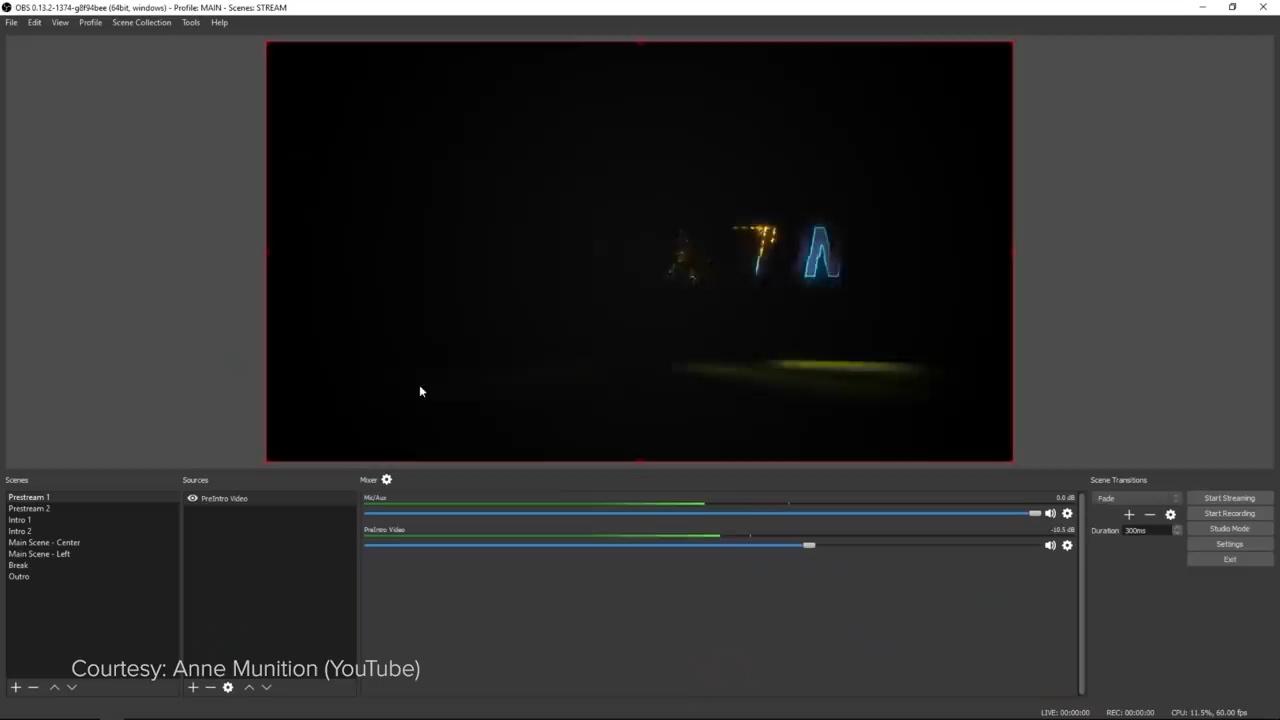 OBS 0.13.2-1374-g8f94bee (64bit, windows) - Profile: MAIN - Scenes: STREAM
File Edit View Profile Scene Collection Tools Help
Scenes
Prestream 1
Prestream 2
Intro 1
Intro 2
Main Scene - Center
Main Scene - Left
Break
Outro
Sources
PreIntro Video
Mixer
Mic/Aux 0.0 dB
PreIntro Video -10.5 dB
Scene Transitions
Fade
Duration 300ms
Start Streaming
Start Recording
Studio Mode
Settings
Exit
Courtesy: Anne Munition (YouTube)
LIVE: 00:00:00 REC: 00:00:00 CPU: 11.5%, 60.00 fps